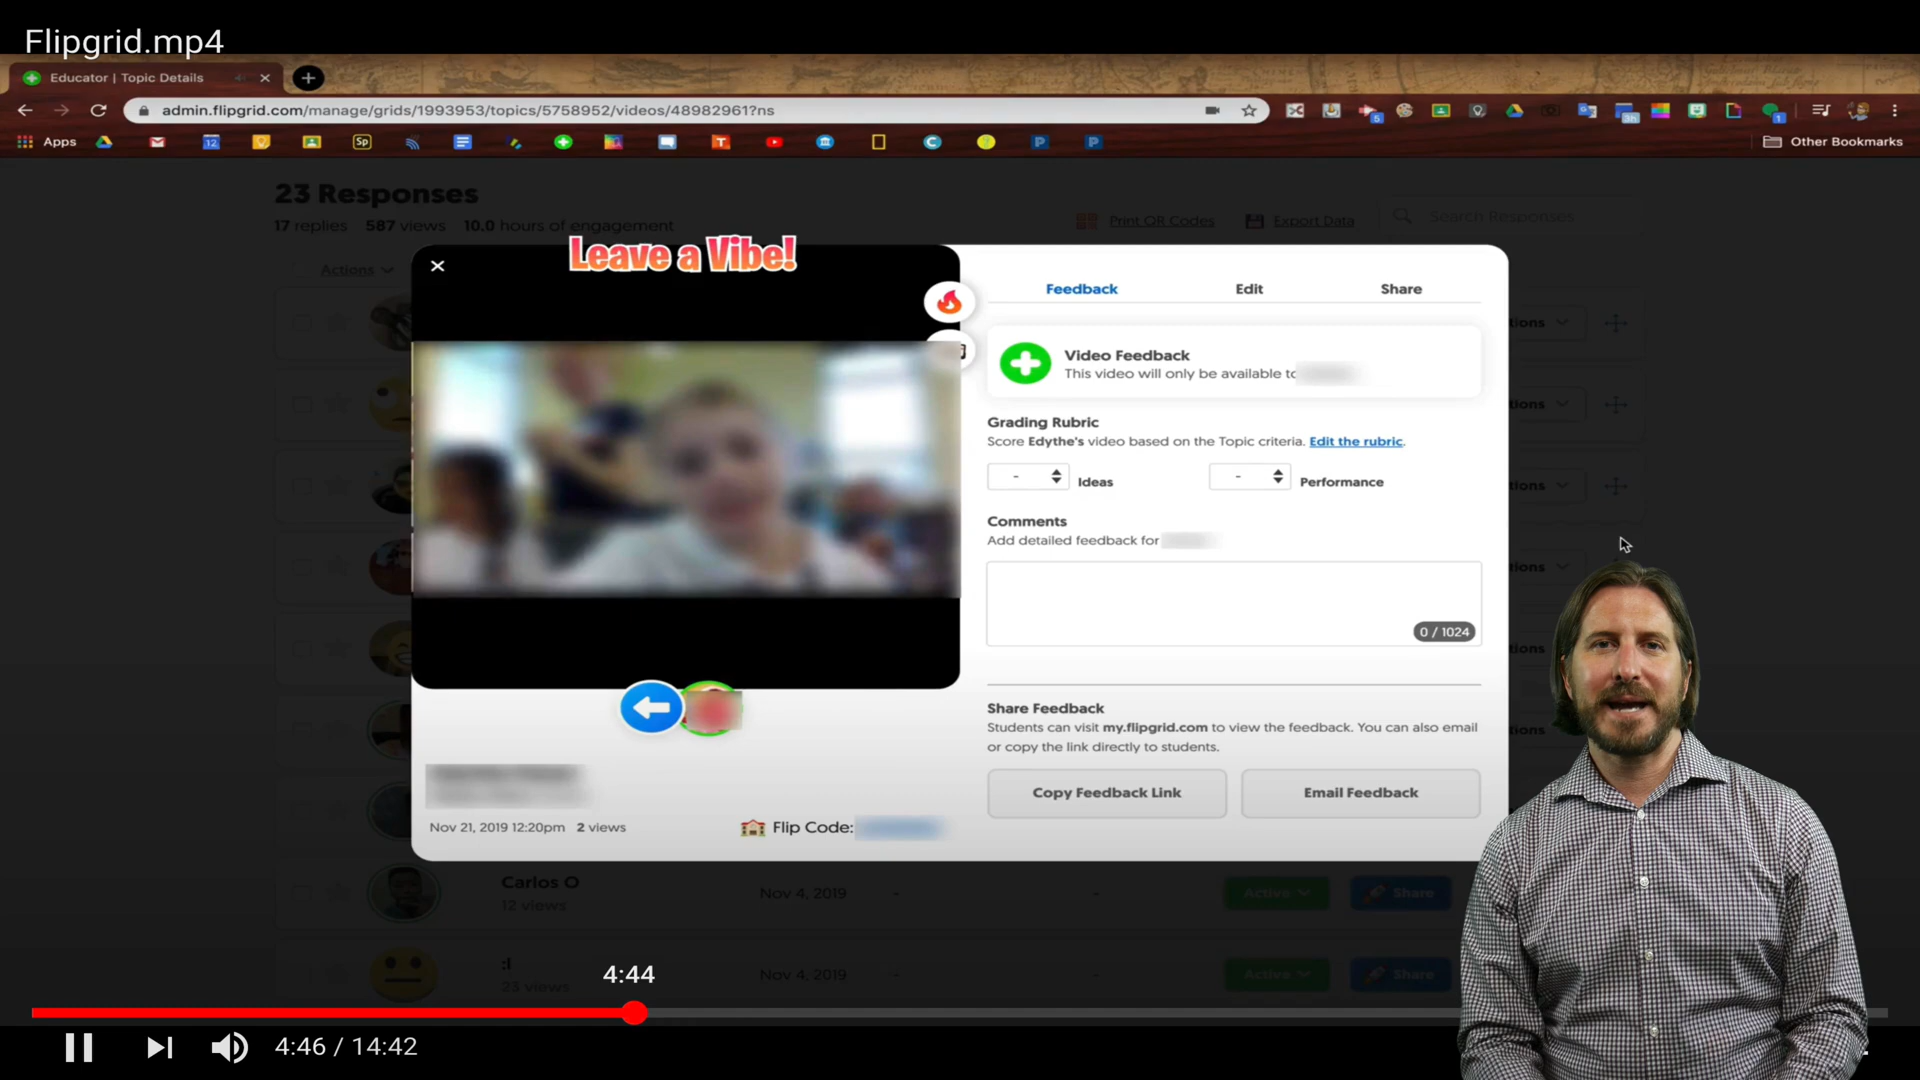 Flipgrid.mp4
Educator | Topic Details
admin.flipgrid.com/manage/grids/1993953/topics/5758952/videos/48982961?ns
Apps
Other Bookmarks
23 Responses
17 replies 587 views 10.0 hours of engagement
Print QR Codes
Export Data
Search Responses
Actions
Leave a Vibe!
Feedback
Edit
Share
Video Feedback
This video will only be available to
Grading Rubric
Score Edythe's video based on the Topic criteria. Edit the rubric.
- Ideas
- Performance
Comments
Add detailed feedback for
0 / 1024
Share Feedback
Students can visit my.flipgrid.com to view the feedback. You can also email
or copy the link directly to students.
Copy Feedback Link
Email Feedback
Nov 21, 2019 12:20pm 2 views
Flip Code:
Carlos O
12 views
Nov 4, 2019
-
-
Active
Share
:l
23 views
Nov 4, 2019
-
-
Active
Share
4:44
4:46 / 14:42